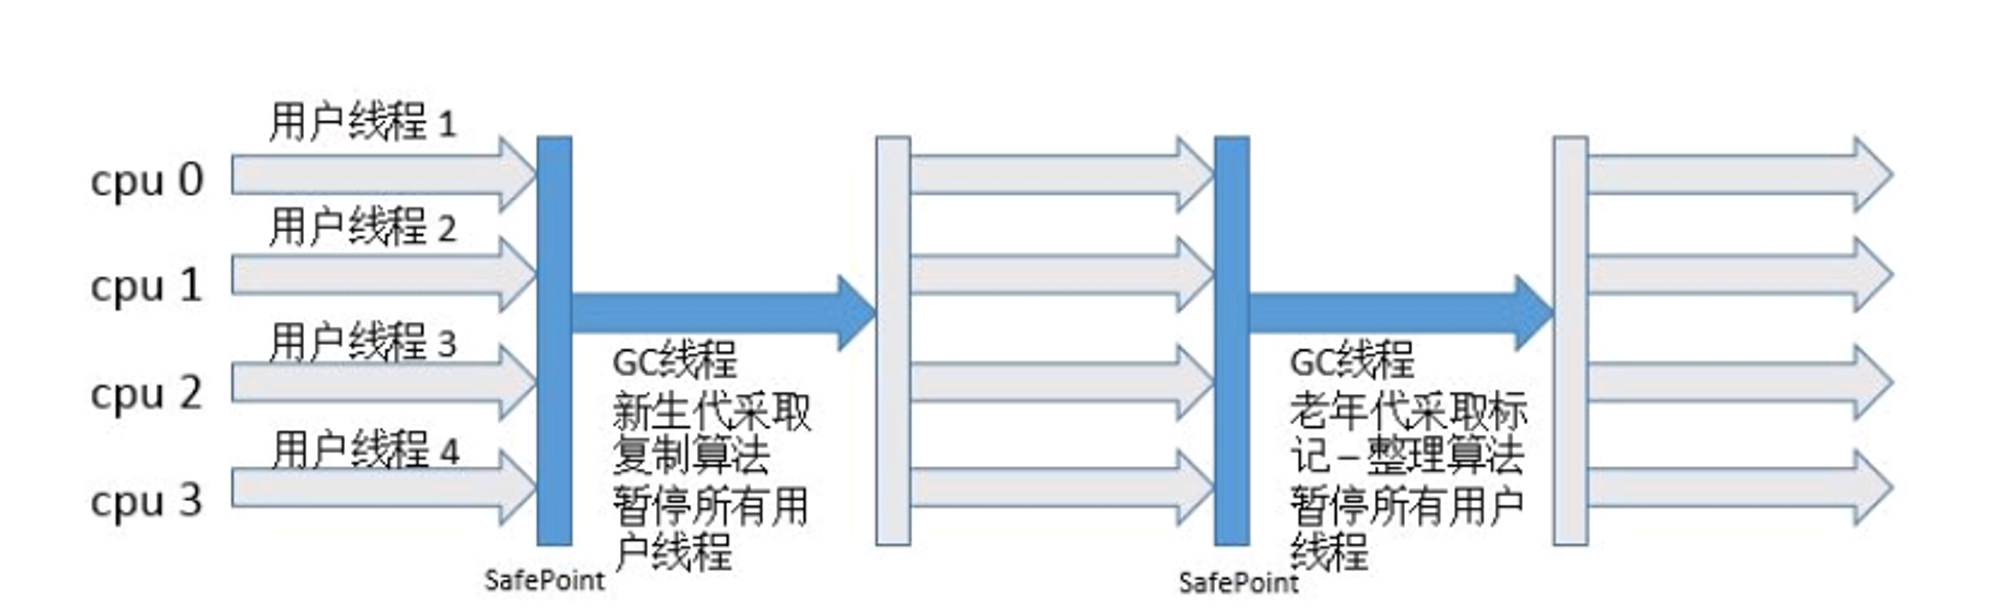 用户线程 1
cpu 0
用户线程 2
cpu 1
用户线程 3
cpu 2
用户线程 4
cpu 3
SafePoint
GC线程
新生代采取
复制算法
暂停所有用
户线程
SafePoint
GC线程
老年代采取标
记–整理算法
暂停所有用户
线程